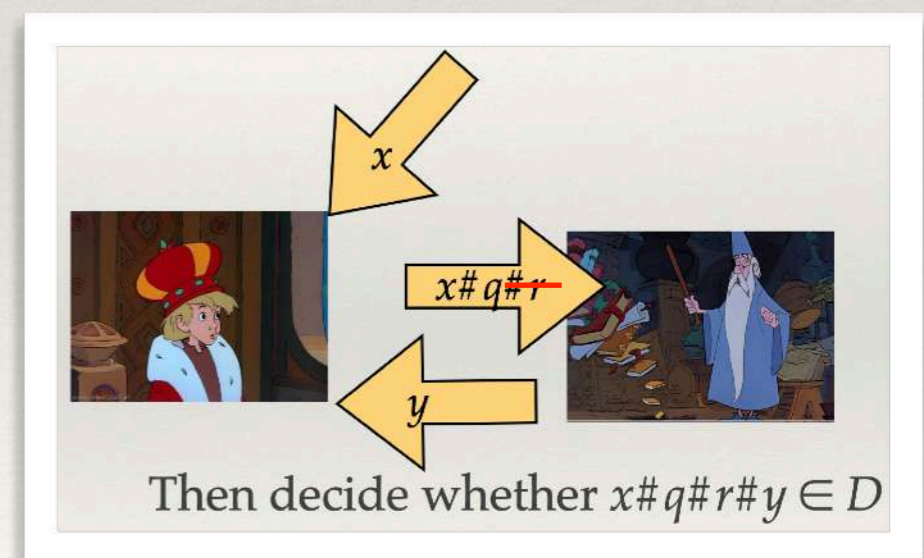 x
x# q# r
y
Then decide whether x#q#r#y ∈ D